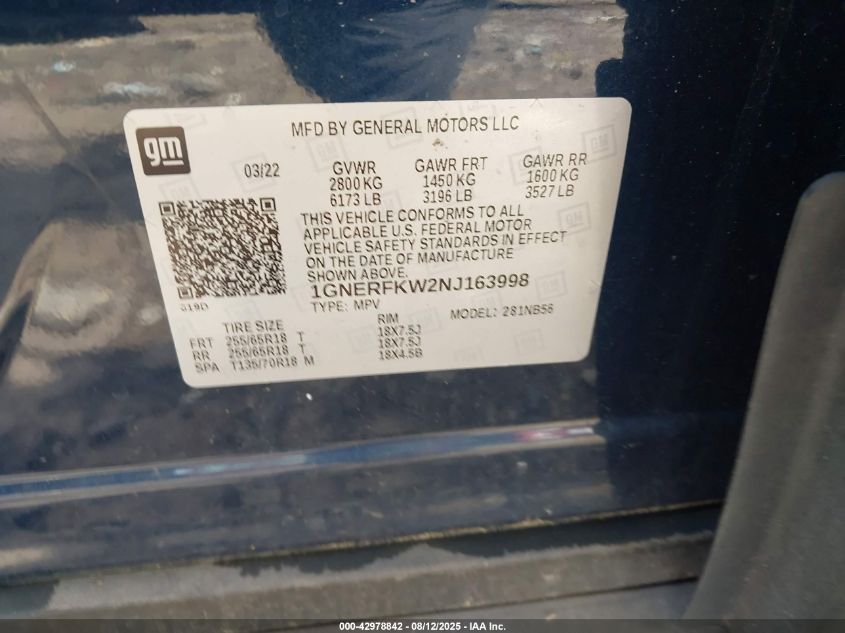 gm
MFD BY GENERAL MOTORS LLC
03/22 GVWR GAWR FRT GAWR RR
2800 KG 1450 KG 1600 KG
6173 LB 3196 LB 3527 LB
THIS VEHICLE CONFORMS TO ALL
APPLICABLE U.S. FEDERAL MOTOR
VEHICLE SAFETY STANDARDS IN EFFECT
ON THE DATE OF MANUFACTURE
SHOWN ABOVE.
1GNERFKW2NJ163998
TYPE: MPV MODEL: 281NB56
TIRE SIZE RIM
FRT 255/65R18 T 18X7.5J
RR 255/65R18 T 18X7.5J
SPA T135/70R18 M 18X4.5B
000-42978842 - 08/12/2025 - IAA Inc.